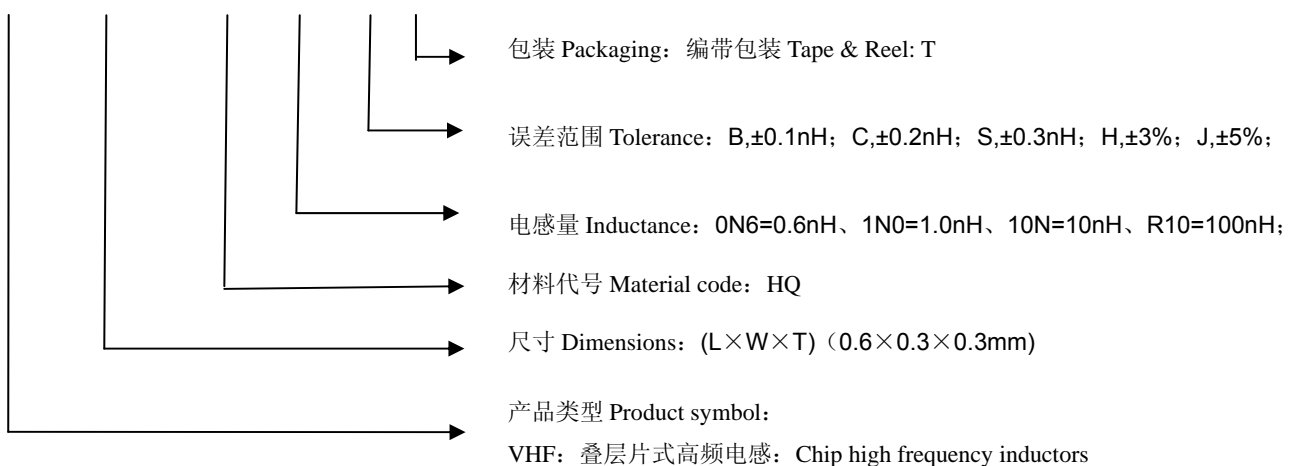 包装 Packaging：编带包装 Tape & Reel: T
误差范围 Tolerance：B,±0.1nH；C,±0.2nH；S,±0.3nH；H,±3%；J,±5%；
电感量 Inductance：0N6=0.6nH、1N0=1.0nH、10N=10nH、R10=100nH；
材料代号 Material code：HQ
尺寸 Dimensions：(L×W×T)（0.6×0.3×0.3mm)
产品类型 Product symbol：
VHF：叠层片式高频电感：Chip high frequency inductors